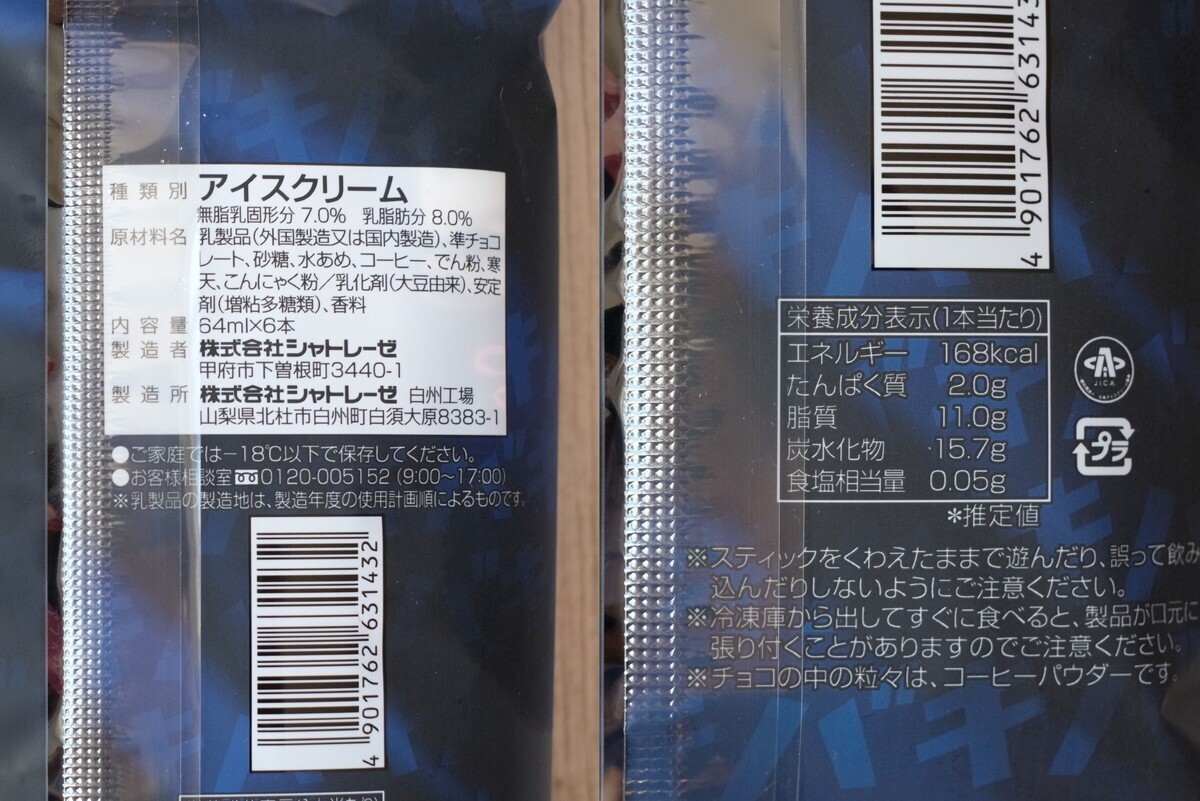 種類別 アイスクリーム
無脂乳固形分 7.0% 乳脂肪分 8.0%
原材料名 乳製品(外国製造又は国内製造)、準チョコ
レート、砂糖、水あめ、コーヒー、でん粉、寒
天、こんにゃく粉／乳化剤(大豆由来)、安定
剤(増粘多糖類)、香料
内容量 64ml×6本
製造者 株式会社シャトレーゼ
甲府市下曽根町3440-1
製造所 株式会社シャトレーゼ 白州工場
山梨県北杜市白州町白須大原8383-1
●ご家庭では－18℃以下で保存してください。
●お客様相談室 0120-005152 (9:00～17:00)
※乳製品の製造地は、製造年度の使用計画順によるものです。
4 901762 631432
4 901762 63143
栄養成分表示(1本当たり)
エネルギー 168kcal
たんぱく質 2.0g
脂質 11.0g
炭水化物 15.7g
食塩相当量 0.05g
＊推定値
JICA
プラ
※スティックをくわえたままで遊んだり、誤って飲み
込んだりしないようにご注意ください。
※冷凍庫から出してすぐに食べると、製品が口元に
張り付くことがありますのでご注意ください。
※チョコの中の粒々は、コーヒーパウダーです。
バキ